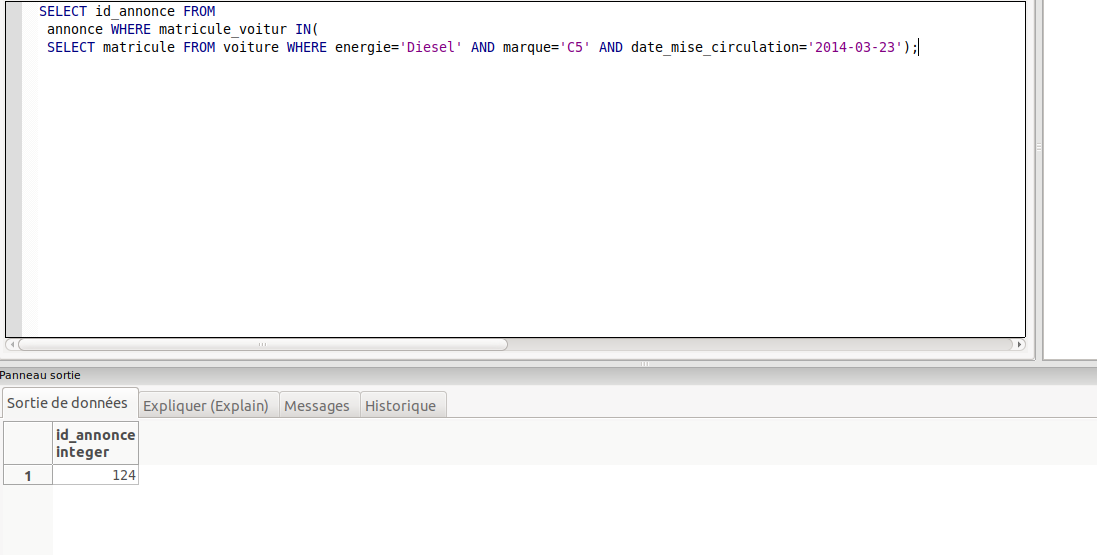 SELECT id_annonce FROM
annonce WHERE matricule_voitur IN(
SELECT matricule FROM voiture WHERE energie='Diesel' AND marque='C5' AND date_mise_circulation='2014-03-23');
Panneau sortie
Sortie de données Expliquer (Explain) Messages Historique
id_annonce
integer
1 124